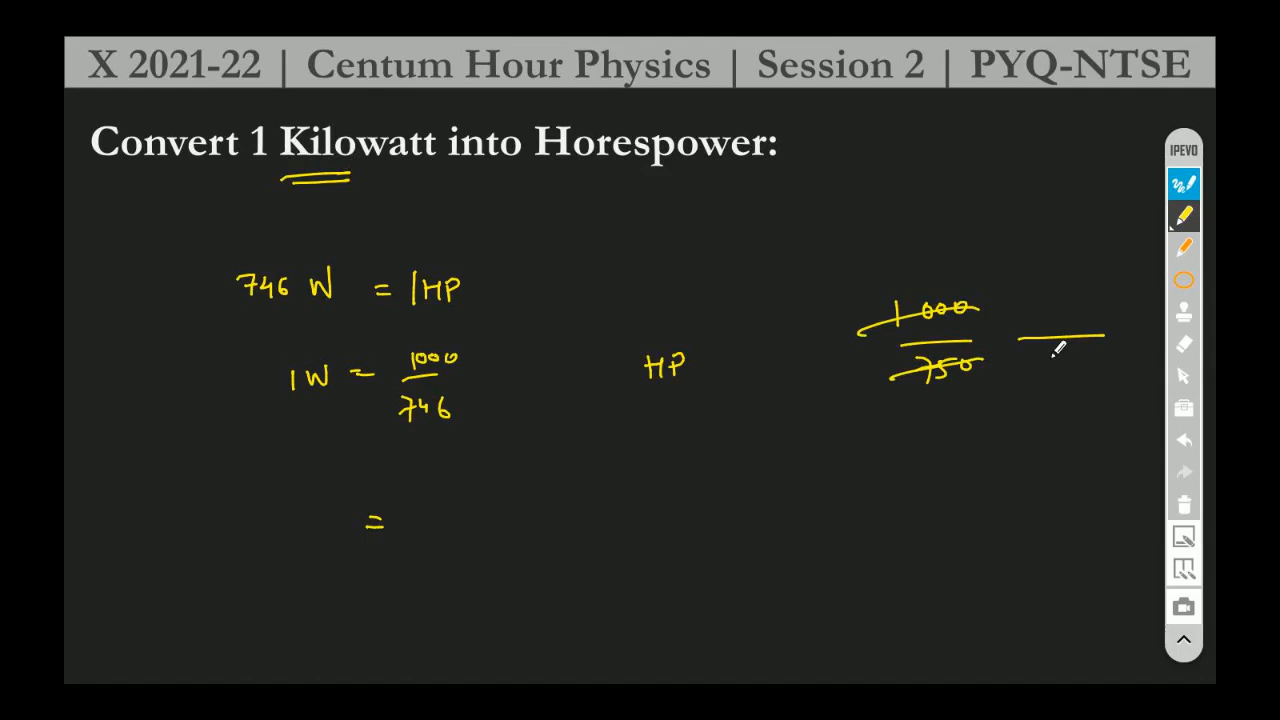 X 2021-22 | Centum Hour Physics | Session 2 | PYQ-NTSE
Convert 1 Kilowatt into Horespower:
IPEVO
746 W = 1HP
1 W = 1000/746 HP
1000/750
=